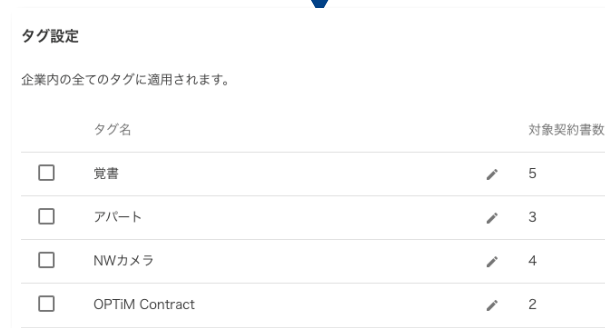 タグ設定
企業内の全てのタグに適用されます。
タグ名 対象契約書数
覚書 5
アパート 3
NWカメラ 4
OPTiM Contract 2